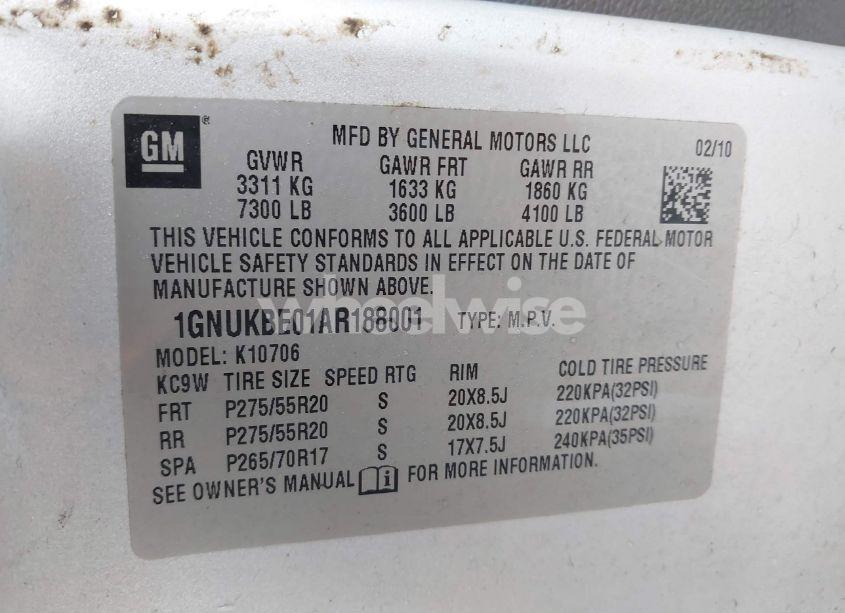 GM ®
MFD BY GENERAL MOTORS LLC 02/10
GVWR GAWR FRT GAWR RR
3311 KG 1633 KG 1860 KG
7300 LB 3600 LB 4100 LB
THIS VEHICLE CONFORMS TO ALL APPLICABLE U.S. FEDERAL MOTOR
VEHICLE SAFETY STANDARDS IN EFFECT ON THE DATE OF
MANUFACTURE SHOWN ABOVE.
wheelwise
1GNUKBE01AR188001 TYPE: M.P.V.
MODEL: K10706
KC9W TIRE SIZE SPEED RTG RIM COLD TIRE PRESSURE
FRT P275/55R20 S 20X8.5J 220KPA(32PSI)
RR P275/55R20 S 20X8.5J 220KPA(32PSI)
SPA P265/70R17 S 17X7.5J 240KPA(35PSI)
SEE OWNER'S MANUAL i FOR MORE INFORMATION.